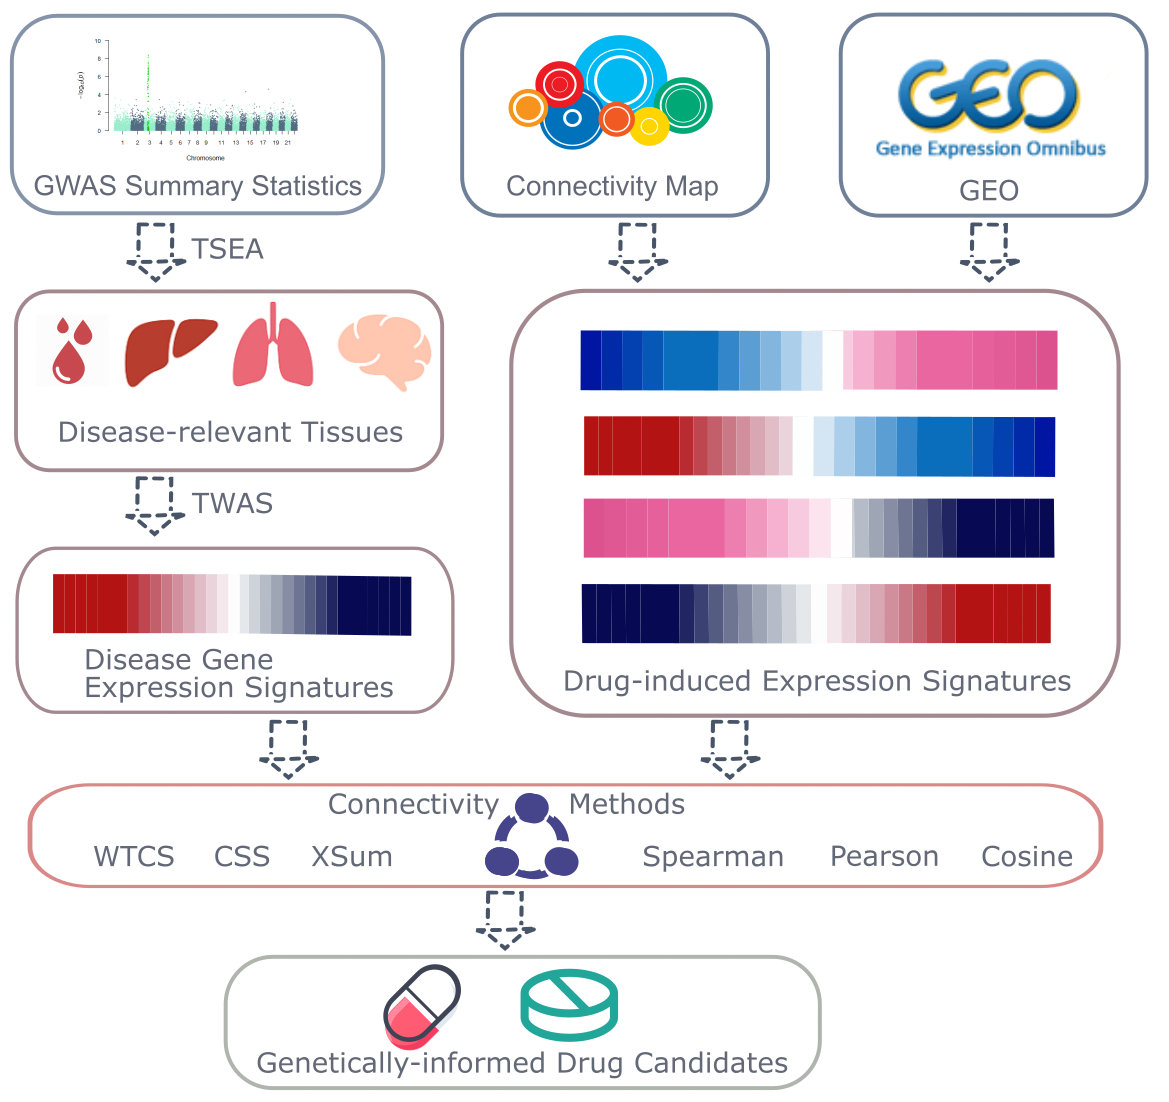 10
8
6
4
2
0
−log₁₀(p)
1 2 3 4 5 6 7 8 9 11 13 15 17 19 21
Chromosome
GWAS Summary Statistics
Connectivity Map
GEO
Gene Expression Omnibus
GEO
TSEA
Disease-relevant Tissues
TWAS
Disease Gene
Expression Signatures
Drug-induced Expression Signatures
Connectivity Methods
WTCS CSS XSum Spearman Pearson Cosine
Genetically-informed Drug Candidates